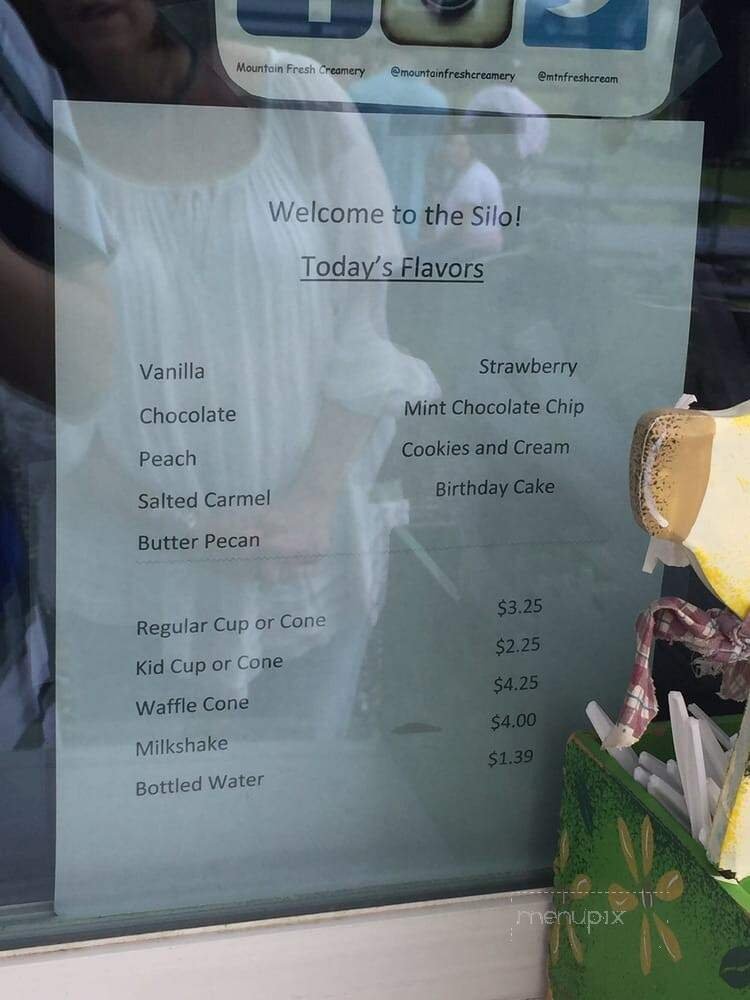 Mountain Fresh Creamery @mountainfreshcreamery @mtnfreshcream
Welcome to the Silo!
Today's Flavors
Vanilla Strawberry
Chocolate Mint Chocolate Chip
Peach Cookies and Cream
Salted Carmel Birthday Cake
Butter Pecan
Regular Cup or Cone $3.25
Kid Cup or Cone $2.25
Waffle Cone $4.25
Milkshake $4.00
Bottled Water $1.39
menupix